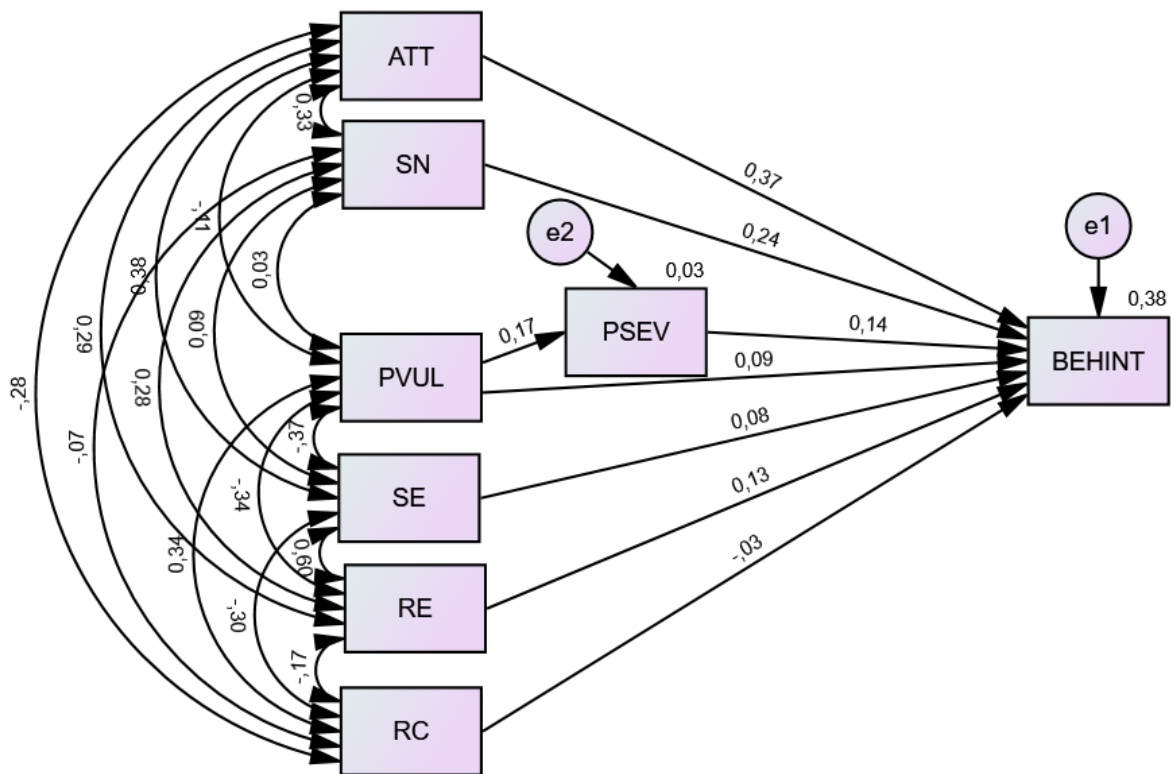 ATT
0,33
SN
0,37
-,11
e2
e1
0,24
0,03
0,03
0,38
0,38
0,09
0,17
PSEV
0,14
0,29
PVUL
0,09
BEHINT
-,28
0,28
-,07
-,37
0,08
-,34
SE
0,13
0,34
0,60
-,03
-,30
RE
-,17
RC